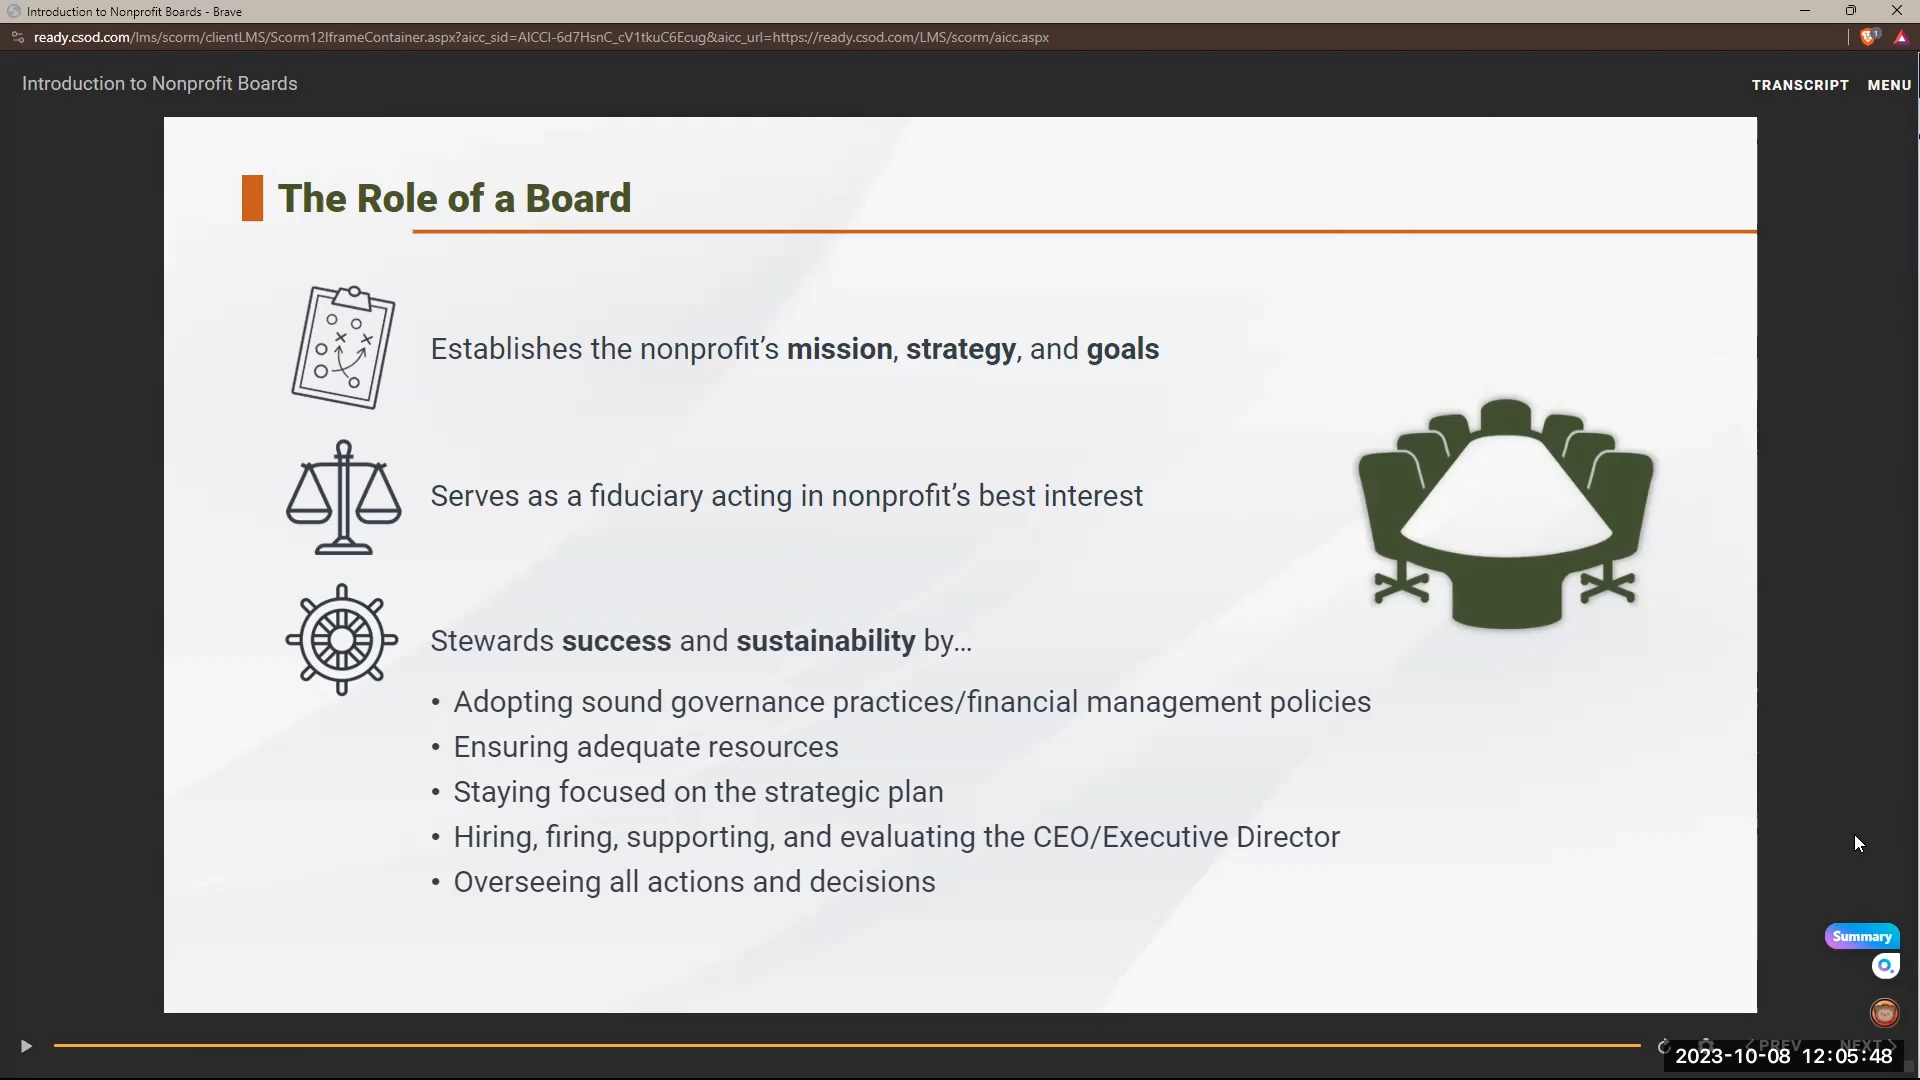 Introduction to Nonprofit Boards - Brave
ready.csod.com/lms/scorm/clientLMS/Scorm12IframeContainer.aspx?aicc_sid=AICCI-6d7HsnC_cV1tkuC6Ecug&aicc_url=https://ready.csod.com/LMS/scorm/aicc.aspx
1
Introduction to Nonprofit Boards
TRANSCRIPT MENU
The Role of a Board
Establishes the nonprofit’s mission, strategy, and goals
Serves as a fiduciary acting in nonprofit’s best interest
Stewards success and sustainability by...
• Adopting sound governance practices/financial management policies
• Ensuring adequate resources
• Staying focused on the strategic plan
• Hiring, firing, supporting, and evaluating the CEO/Executive Director
• Overseeing all actions and decisions
Summary
PREV NEXT
2023-10-08 12:05:48